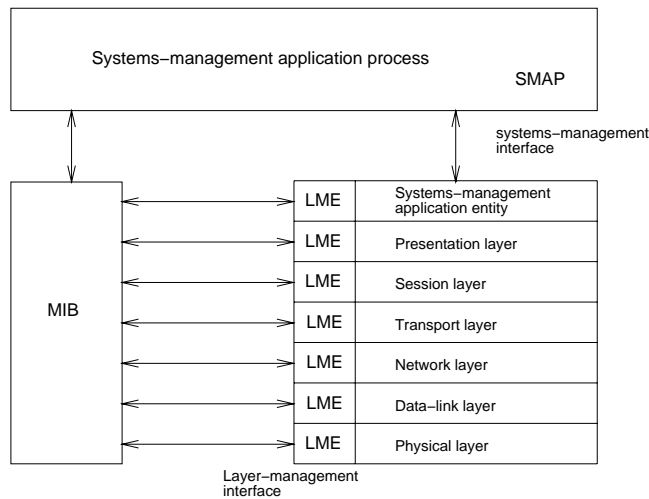 Systems−management application process
SMAP
systems−management
interface
MIB
LME
Systems−management
application entity
LME
Presentation layer
LME
Session layer
LME
Transport layer
LME
Network layer
LME
Data−link layer
LME
Physical layer
Layer−management
interface